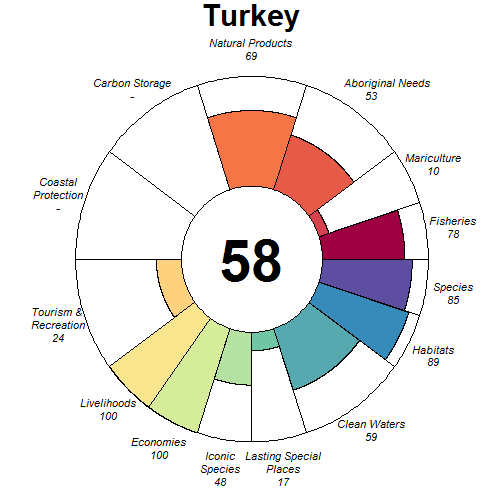 Turkey
Natural Products
69
Carbon Storage
-
Aboriginal Needs
53
Mariculture
10
Coastal
Protection
-
Fisheries
78
58
Species
85
Tourism &
Recreation
24
Habitats
89
Livelihoods
100
Clean Waters
59
Economies
100
Iconic
Species
48
Lasting Special
Places
17